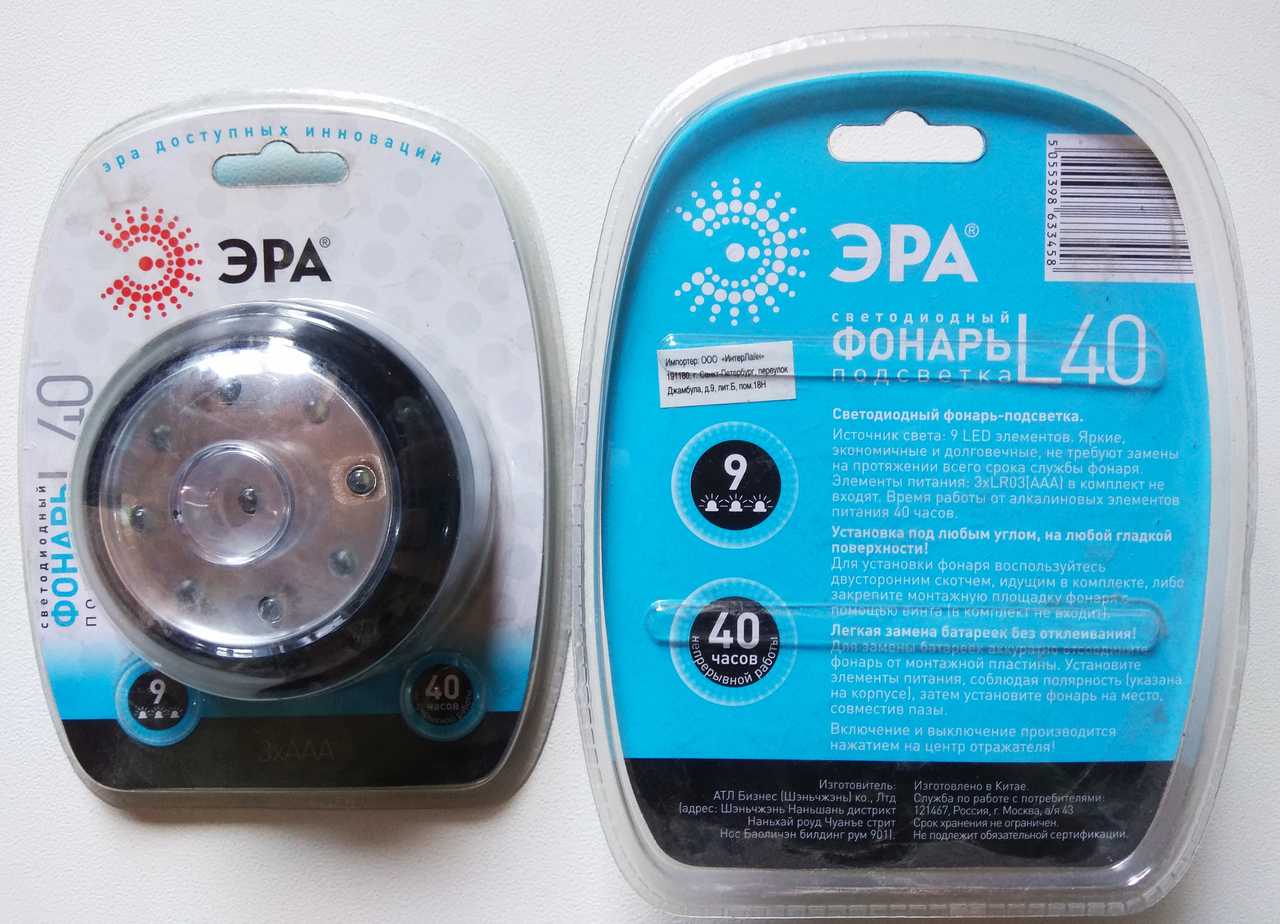 эра доступных инноваций
ЭРА®
светодиодный
ФОНАРЬ
40
9
40
часов
3xAAA
5 055398 633458
ЭРА®
светодиодный
ФОНАРЬ
подсветка
L40
Импортер: ООО «ИнтерЛайн»
191180, г. Санкт-Петербург, переулок
Джамбула, д.9, лит.Б, пом.18Н
Светодиодный фонарь-подсветка.
Источник света: 9 LED элементов. Яркие,
экономичные и долговечные, не требуют замены
на протяжении всего срока службы фонаря.
Элементы питания: 3xLR03(AAA) в комплект не
входят. Время работы от алкалиновых элементов
питания 40 часов.
9
Установка под любым углом, на любой гладкой
поверхности!
Для установки фонаря воспользуйтесь
двусторонним скотчем, идущим в комплекте, либо
закрепите монтажную площадку фонаря с
помощью винта (в комплект не входит).
40
часов
непрерывной работы
Легкая замена батареек без отклеивания!
Для замены батареек аккуратно отсоедините
фонарь от монтажной пластины. Установите
элементы питания, соблюдая полярность (указана
на корпусе), затем установите фонарь на место,
совместив пазы.
Включение и выключение производится
нажатием на центр отражателя!
Изготовитель:
АТЛ Бизнес (Шэньчжэнь) ко., Лтд
(адрес: Шэньчжэнь Наньшань дистрикт
Наньхай роуд Чуанье стрит
Нос Баоличэн билдинг рум 901).
Изготовлено в Китае.
Служба по работе с потребителями:
121467, Россия, г. Москва, а/я 43
Срок хранения не ограничен.
Не подлежит обязательной сертификации.